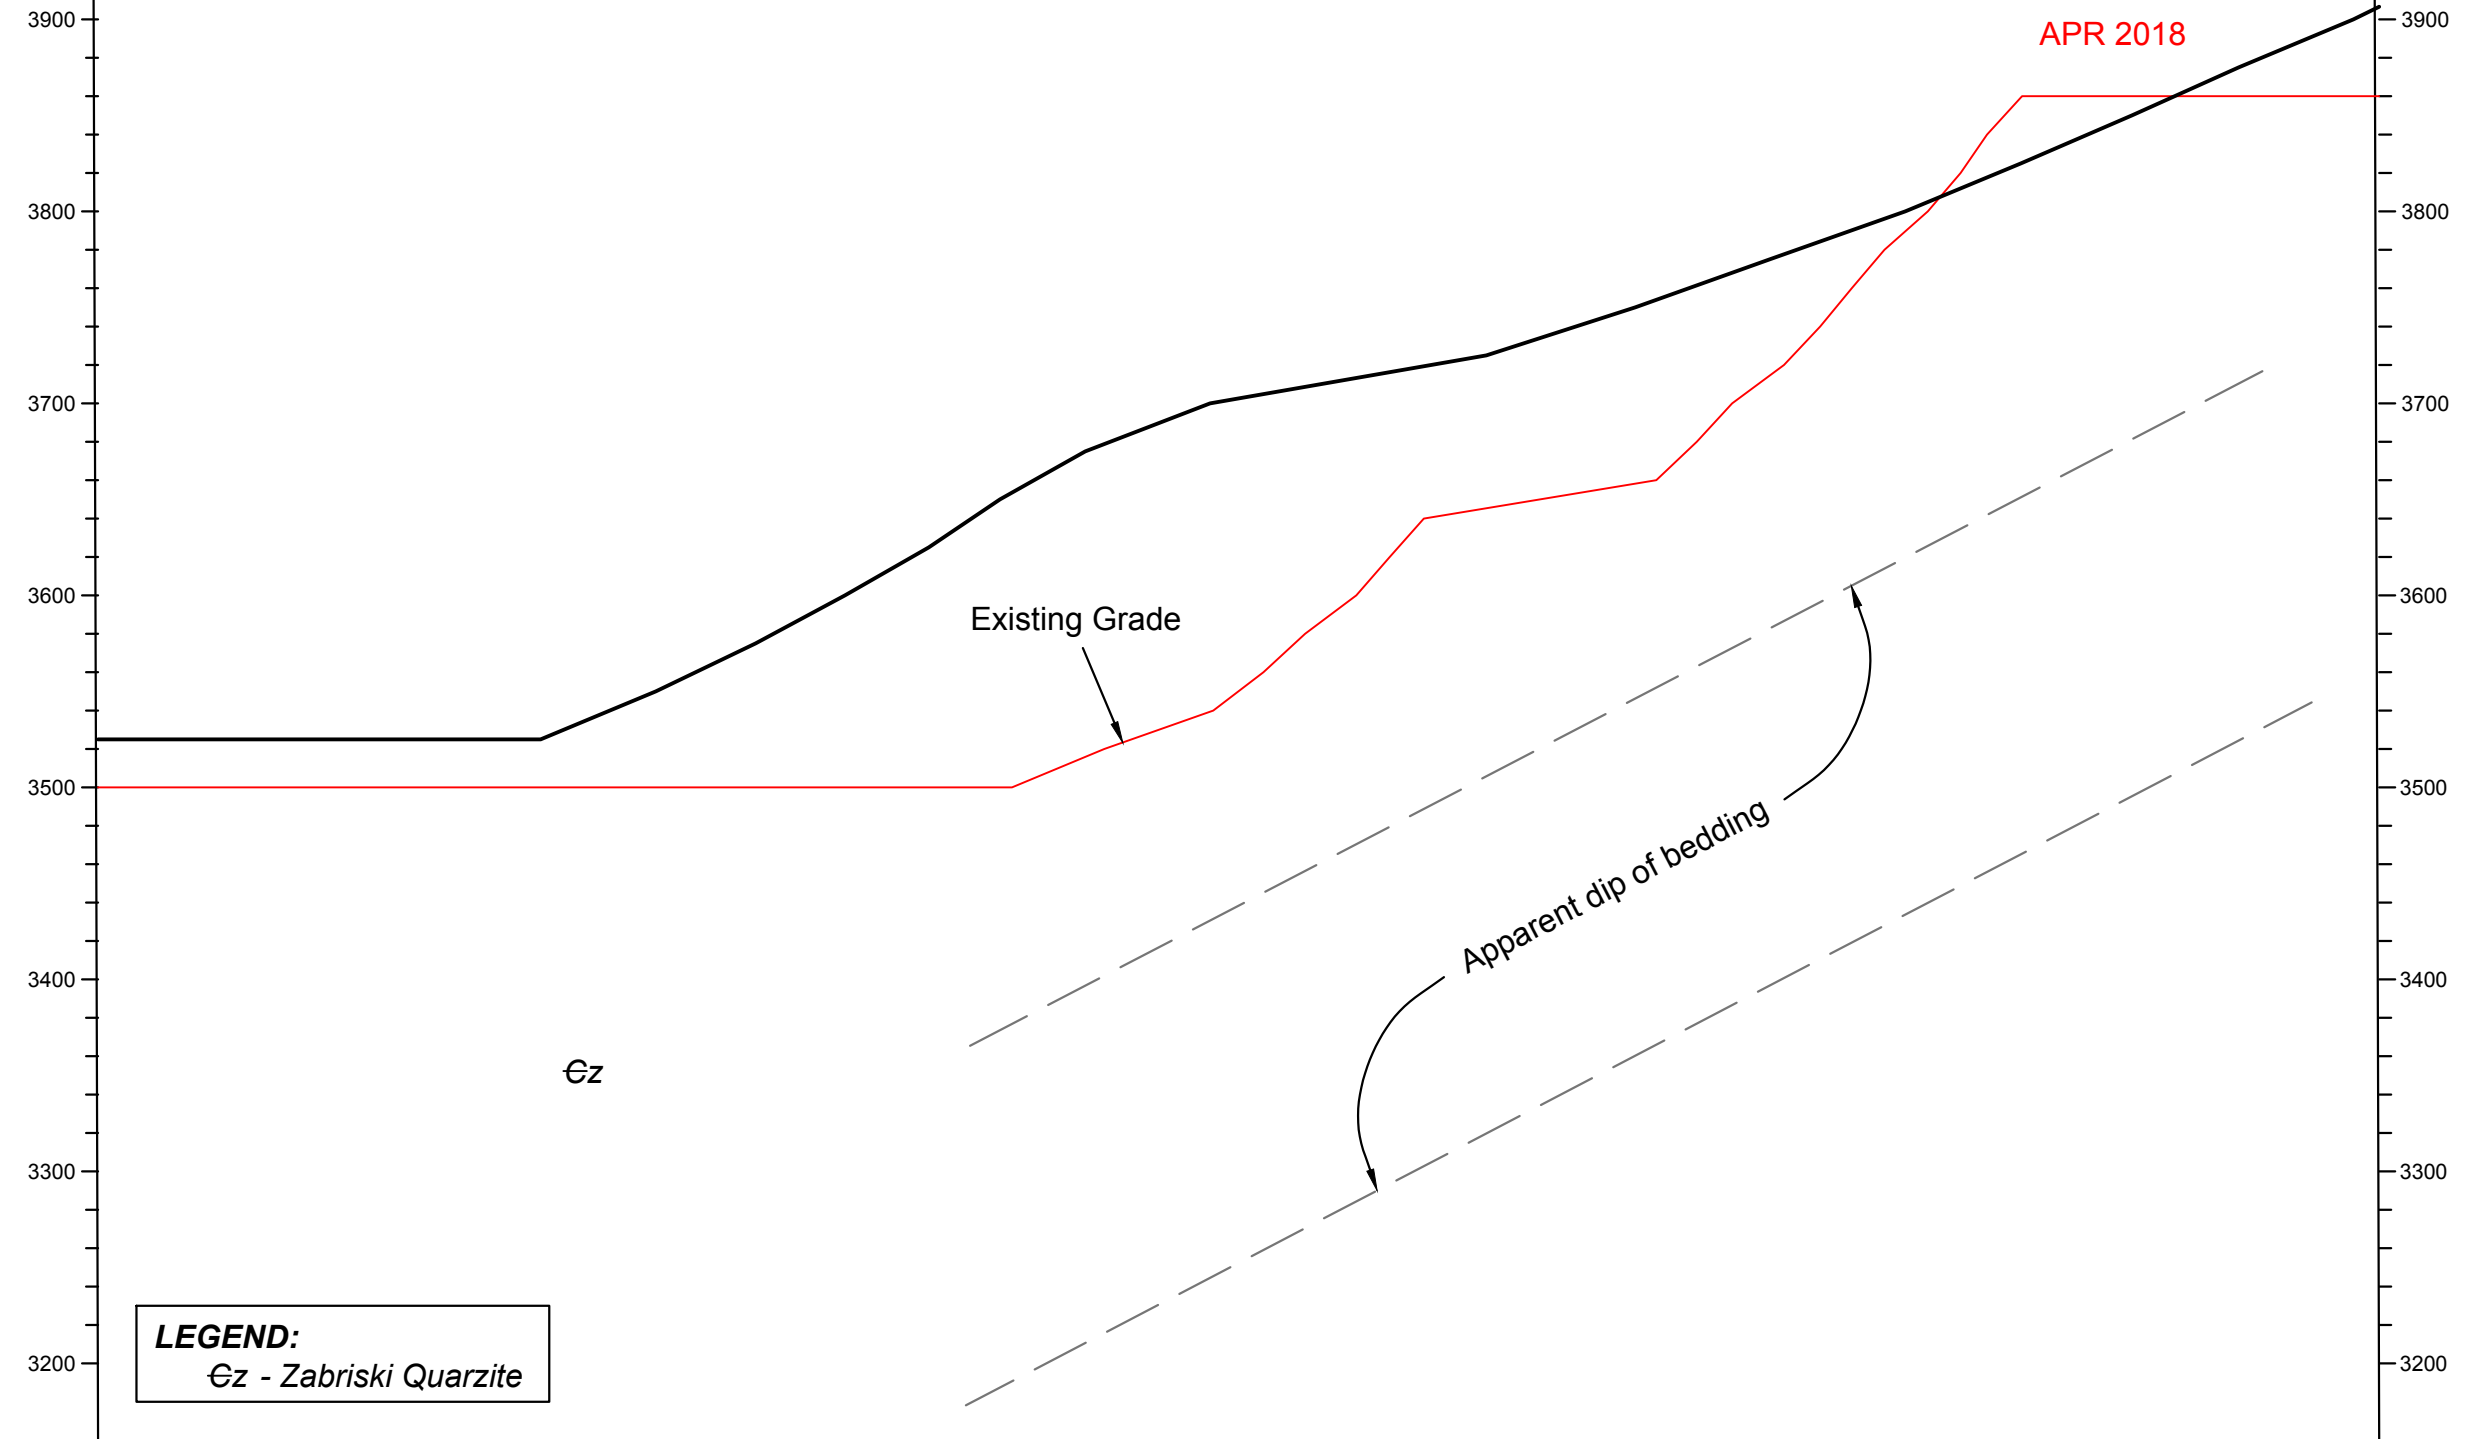 3900
3900
APR 2018
3800
3800
3700
3700
3600
3600
Existing Grade
3500
3500
Apparent dip of bedding
3400
3400
Ꞓz
3300
3300
LEGEND:
Ꞓz - Zabriski Quarzite
3200
3200